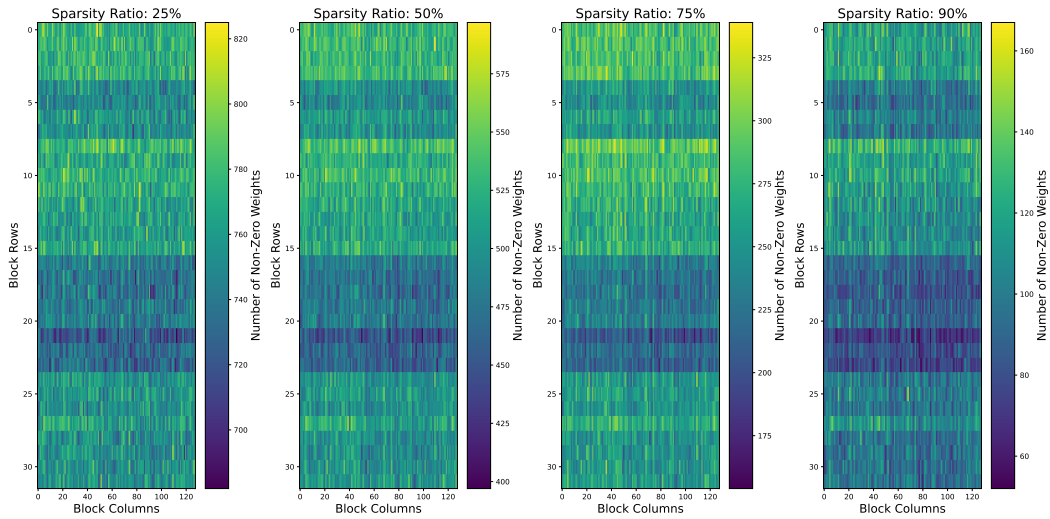 Sparsity Ratio: 25%
Block Rows
0
5
10
15
20
25
30
0 20 40 60 80 100 120
Block Columns
820
800
780
760
740
720
700
Number of Non-Zero Weights
Sparsity Ratio: 50%
Block Rows
0
5
10
15
20
25
30
0 20 40 60 80 100 120
Block Columns
575
550
525
500
475
450
425
400
Number of Non-Zero Weights
Sparsity Ratio: 75%
Block Rows
0
5
10
15
20
25
30
0 20 40 60 80 100 120
Block Columns
325
300
275
250
225
200
175
Number of Non-Zero Weights
Sparsity Ratio: 90%
Block Rows
0
5
10
15
20
25
30
0 20 40 60 80 100 120
Block Columns
160
140
120
100
80
60
Number of Non-Zero Weights